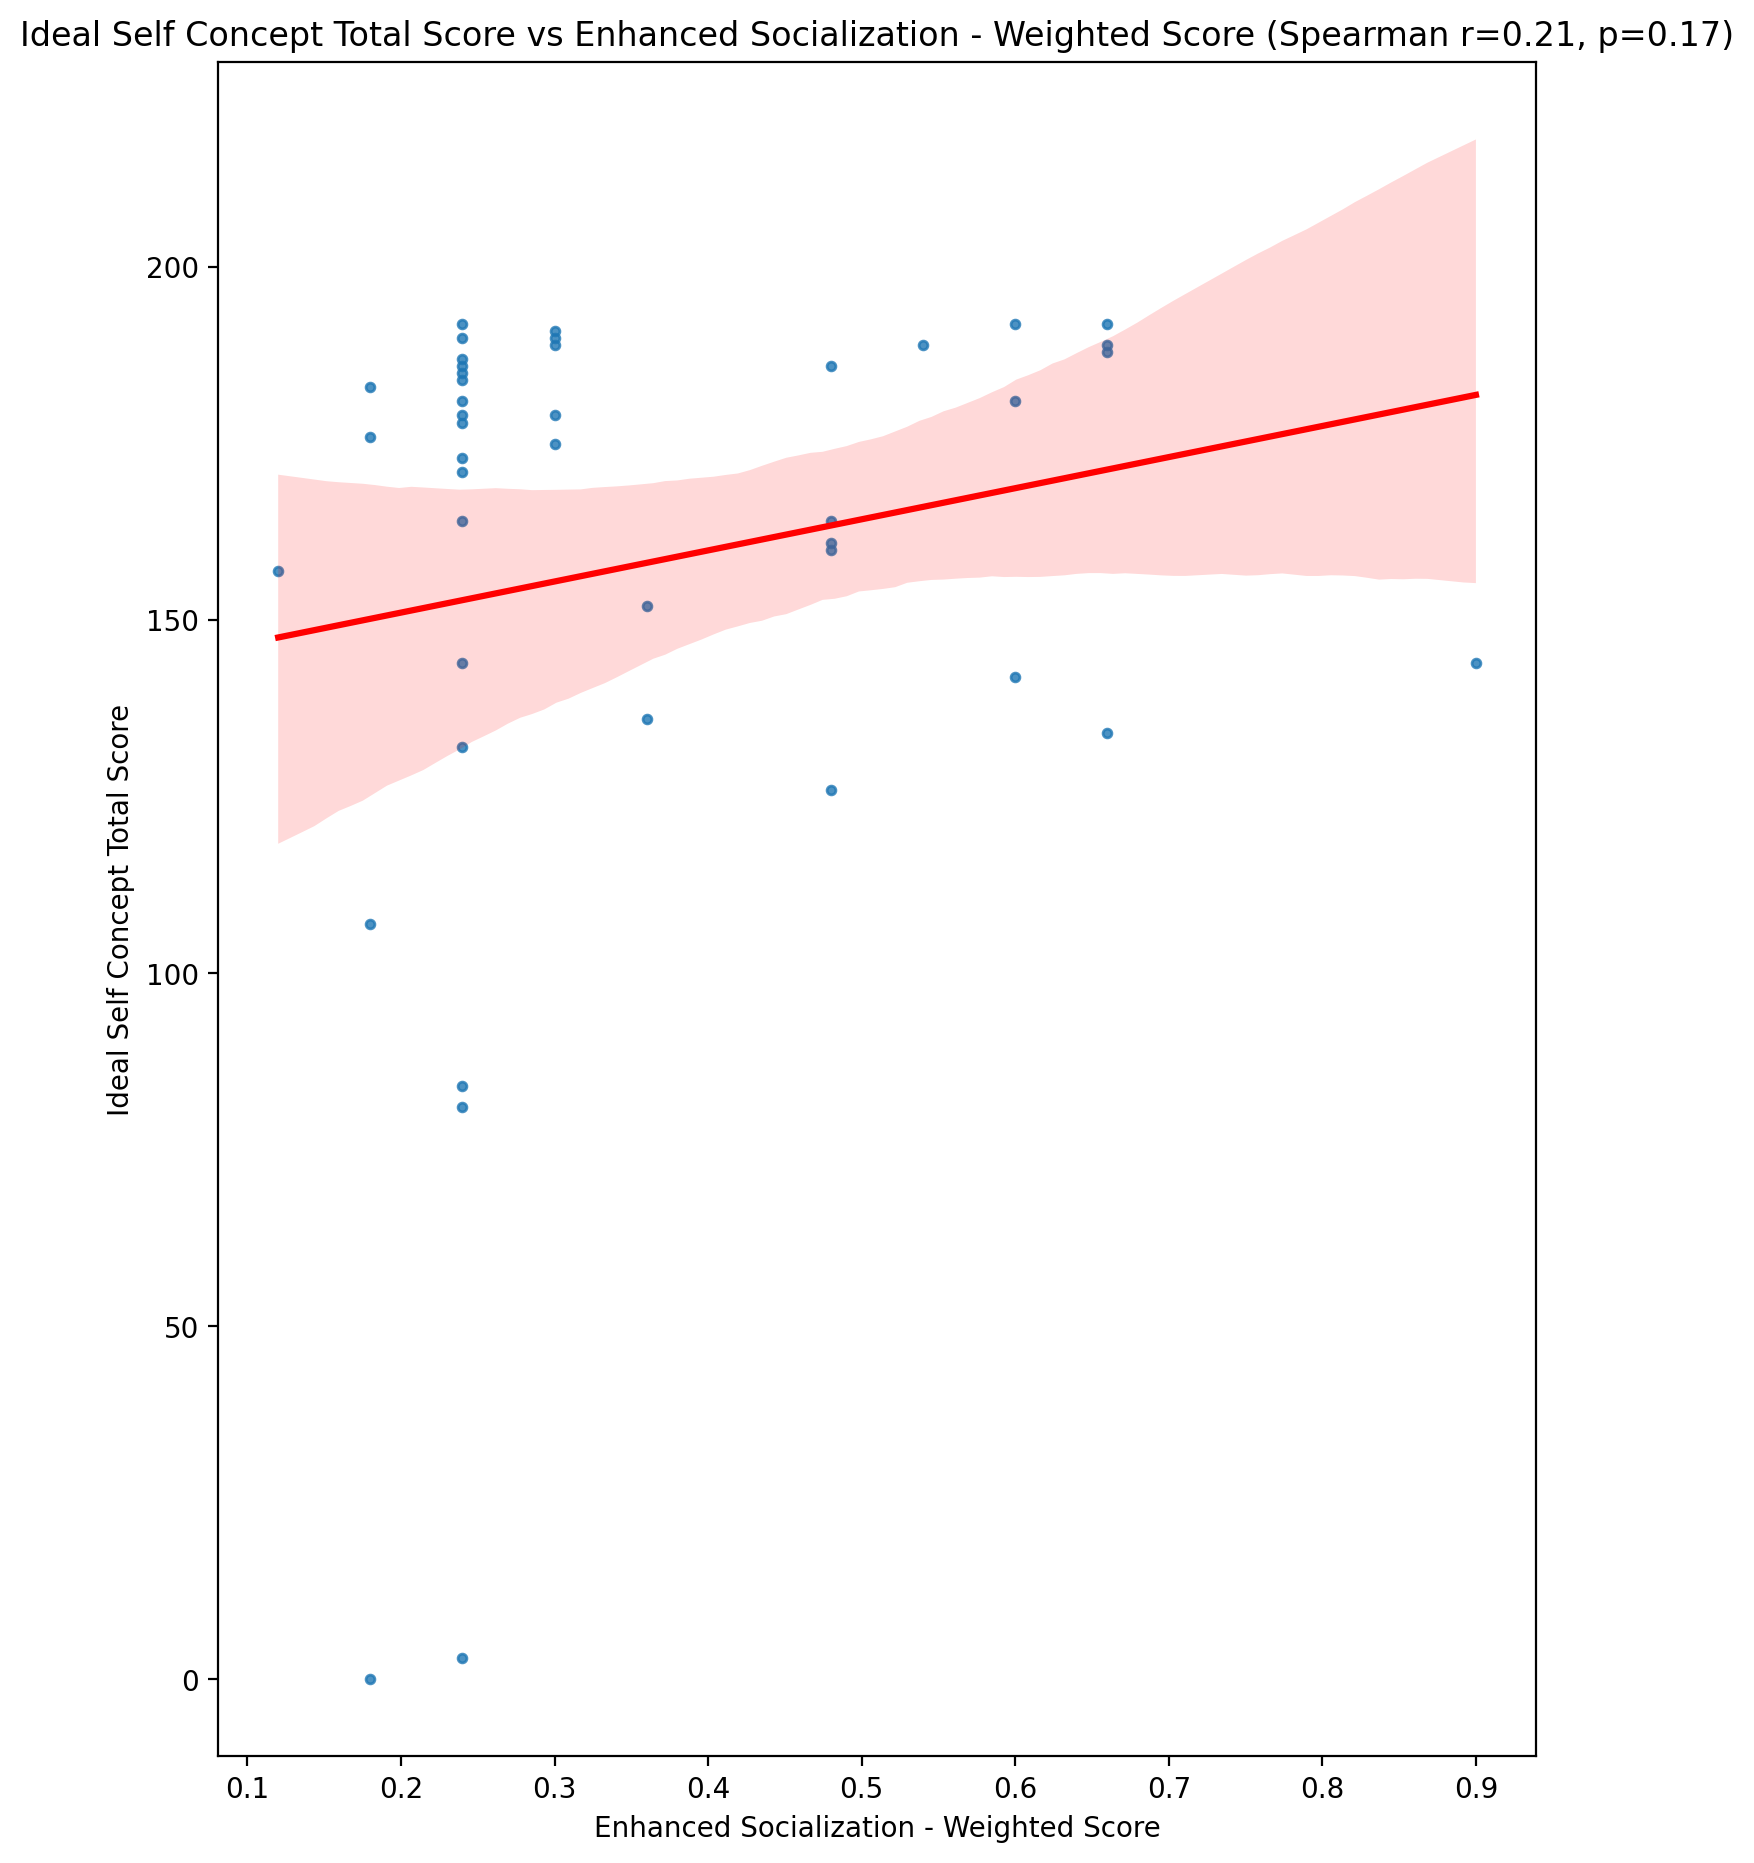 Ideal Self Concept Total Score vs Enhanced Socialization - Weighted Score (Spearman r=0.21, p=0.17)
Ideal Self Concept Total Score
200
150
100
50
0
0.1 0.2 0.3 0.4 0.5 0.6 0.7 0.8 0.9
Enhanced Socialization - Weighted Score